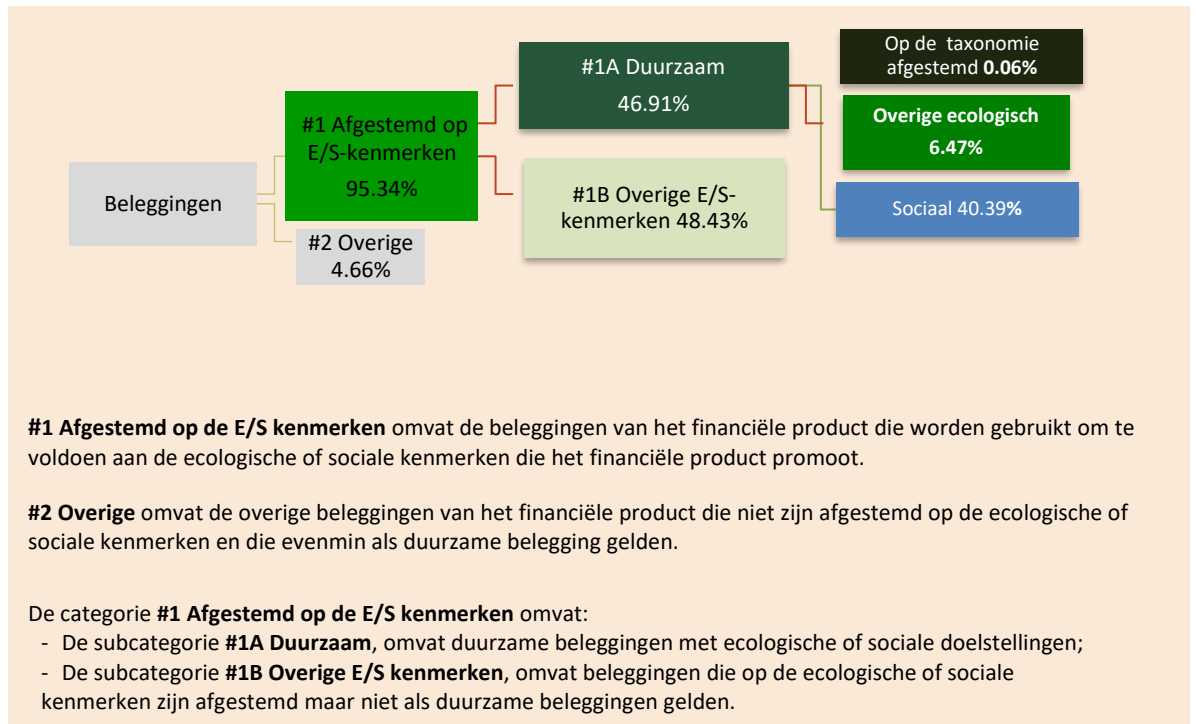 Beleggingen
#1 Afgestemd op
E/S-kenmerken
95.34%
#2 Overige
4.66%
#1A Duurzaam
46.91%
#1B Overige E/S-
kenmerken 48.43%
Op de taxonomie
afgestemd 0.06%
Overige ecologisch
6.47%
Sociaal 40.39%
#1 Afgestemd op de E/S kenmerken omvat de beleggingen van het financiële product die worden gebruikt om te
voldoen aan de ecologische of sociale kenmerken die het financiële product promoot.
#2 Overige omvat de overige beleggingen van het financiële product die niet zijn afgestemd op de ecologische of
sociale kenmerken en die evenmin als duurzame belegging gelden.
De categorie #1 Afgestemd op de E/S kenmerken omvat:
- De subcategorie #1A Duurzaam, omvat duurzame beleggingen met ecologische of sociale doelstellingen;
- De subcategorie #1B Overige E/S kenmerken, omvat beleggingen die op de ecologische of sociale
kenmerken zijn afgestemd maar niet als duurzame beleggingen gelden.